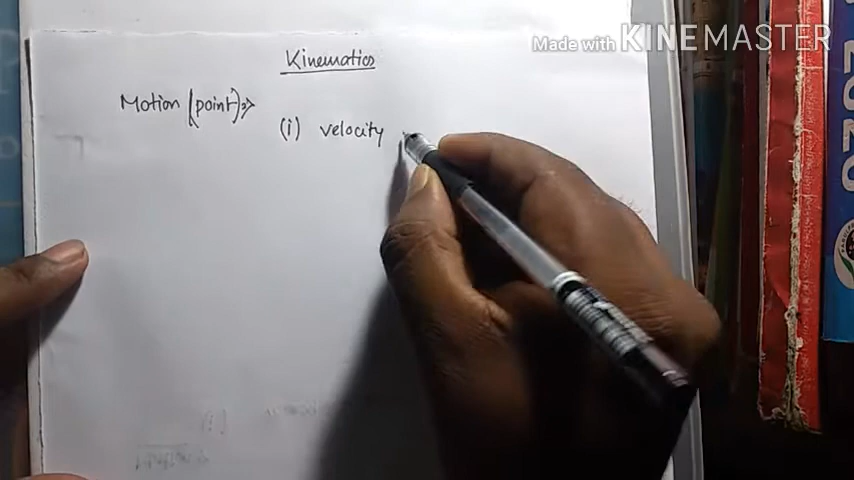 Made with KINEMASTER
Kinematics
Motion (point) ⇒
(i) velocity